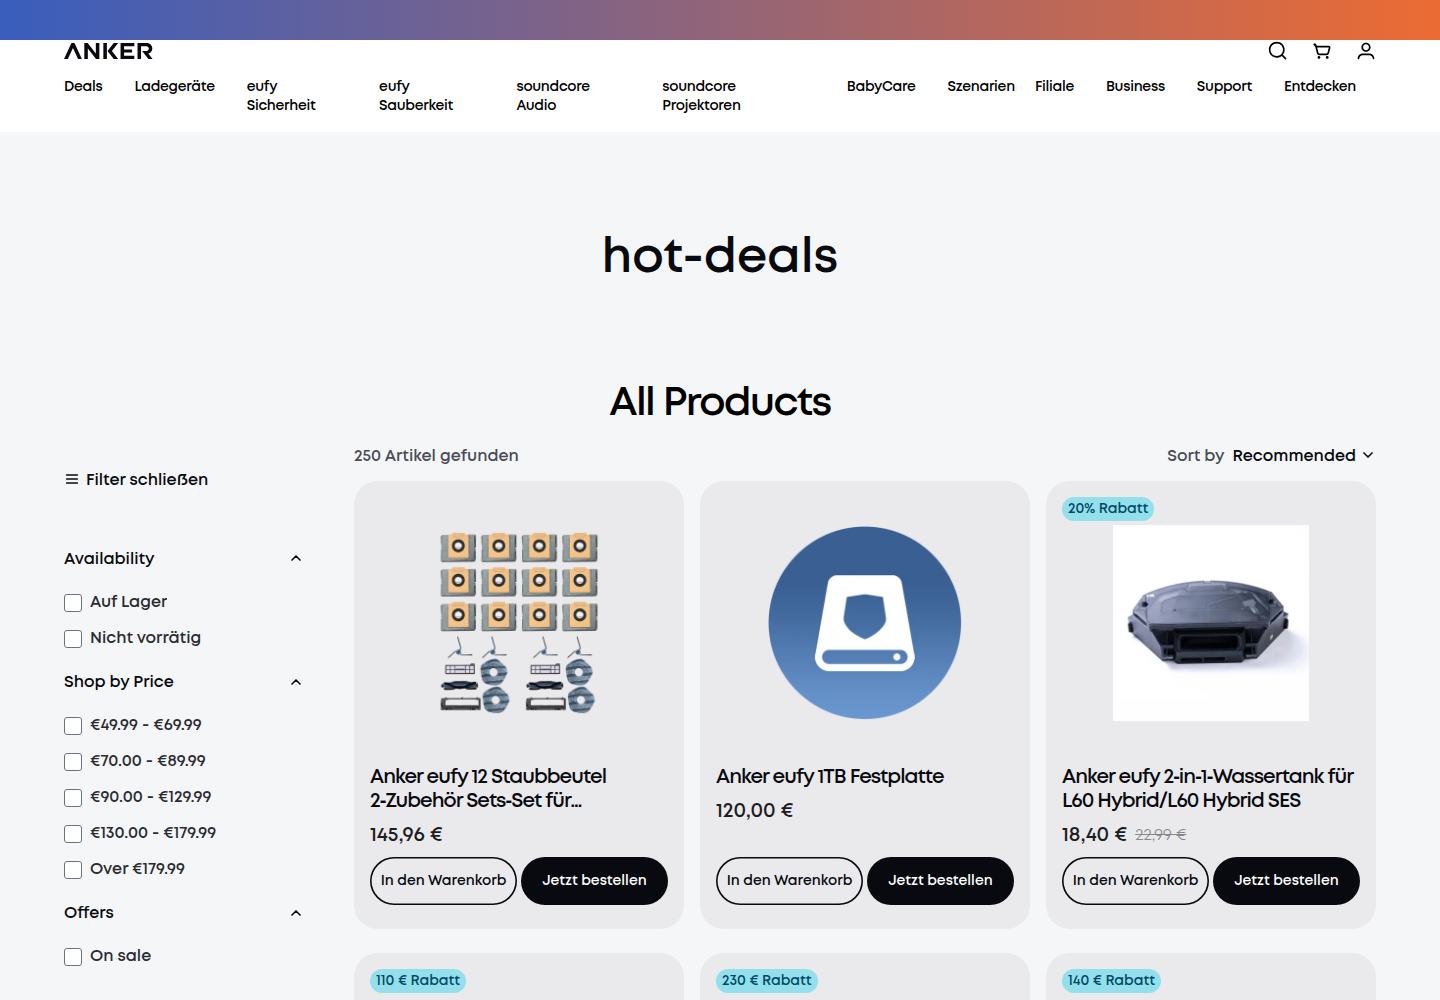 ANKER
Deals
Ladegeräte
eufy
Sicherheit
eufy
Sauberkeit
soundcore
Audio
soundcore
Projektoren
BabyCare
Szenarien
Filiale
Business
Support
Entdecken
hot-deals
All Products
250 Artikel gefunden
Sort by Recommended
Filter schließen
Availability
Auf Lager
Nicht vorrätig
Shop by Price
€49.99 - €69.99
€70.00 - €89.99
€90.00 - €129.99
€130.00 - €179.99
Over €179.99
Offers
On sale
Anker eufy 12 Staubbeutel
2-Zubehör Sets-Set für...
145,96 €
In den Warenkorb
Jetzt bestellen
Anker eufy 1TB Festplatte
120,00 €
In den Warenkorb
Jetzt bestellen
20% Rabatt
Anker eufy 2-in-1-Wassertank für
L60 Hybrid/L60 Hybrid SES
18,40 € 22,99 €
In den Warenkorb
Jetzt bestellen
110 € Rabatt
230 € Rabatt
140 € Rabatt